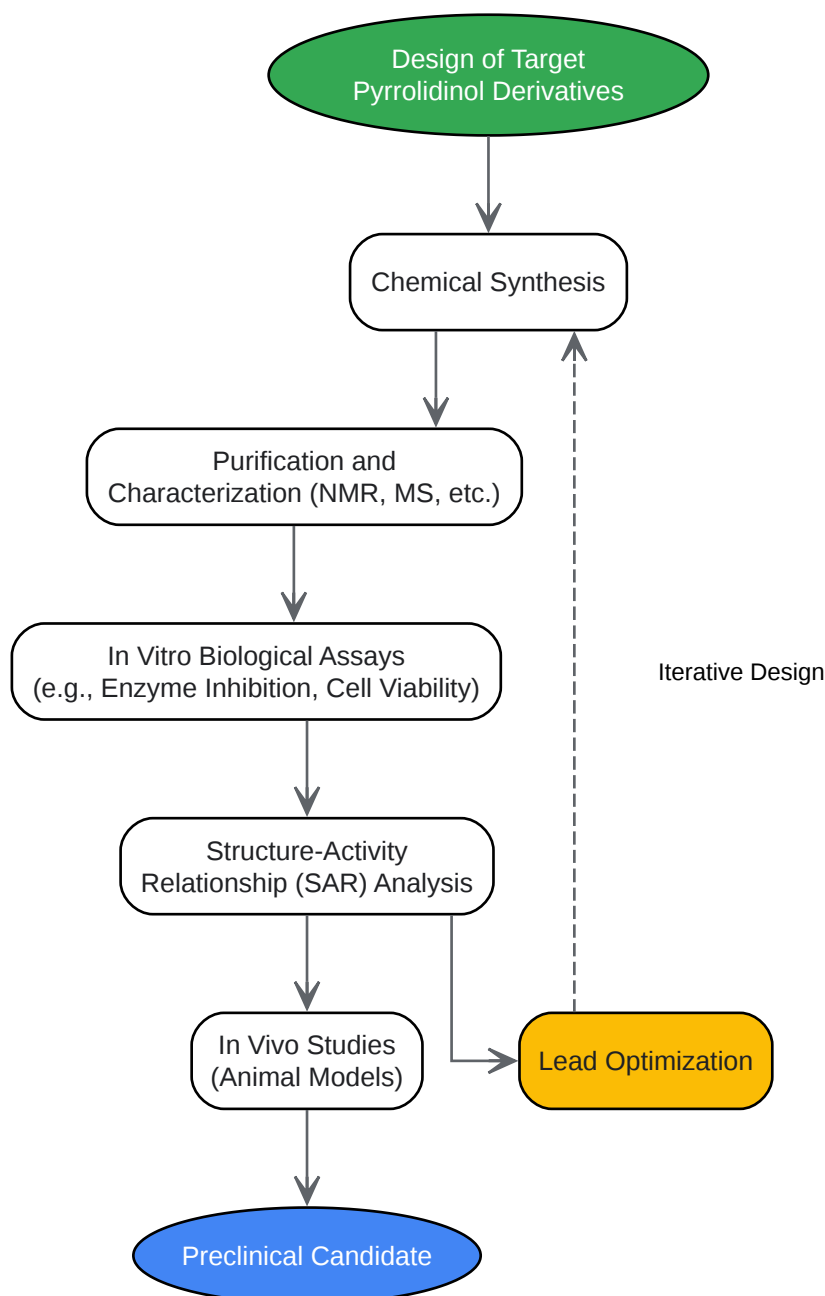 Design of Target
Pyrrolidinol Derivatives
Chemical Synthesis
Purification and
Characterization (NMR, MS, etc.)
In Vitro Biological Assays
(e.g., Enzyme Inhibition, Cell Viability)
Iterative Design
Structure-Activity
Relationship (SAR) Analysis
In Vivo Studies
(Animal Models)
Lead Optimization
Preclinical Candidate